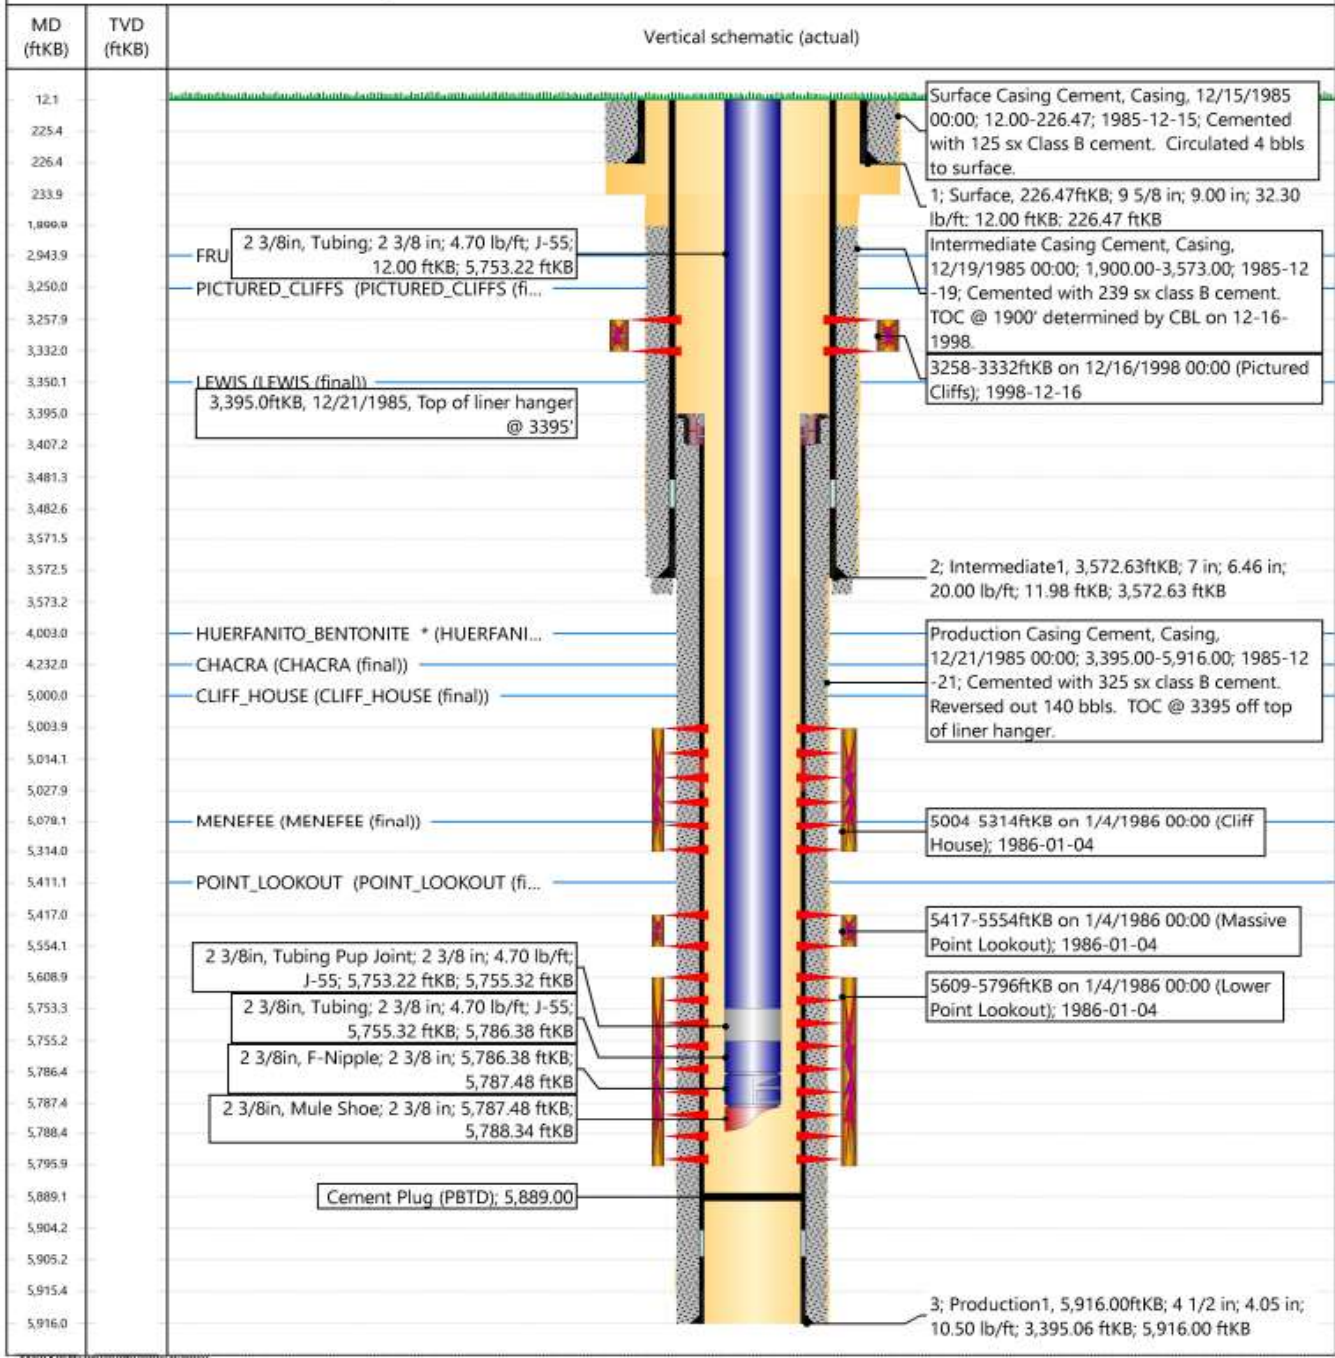 MD
(ftKB)
TVD
(ftKB)
Vertical schematic (actual)
12.1
225.4
226.4
233.9
1,899.9
2,943.9
3,250.0
3,257.9
3,332.0
3,350.1
3,395.0
3,407.2
3,481.3
3,482.6
3,571.5
3,572.5
3,573.2
4,003.0
4,232.0
5,000.0
5,003.9
5,014.1
5,027.9
5,078.1
5,314.0
5,411.1
5,417.0
5,554.1
5,608.9
5,753.3
5,755.2
5,786.4
5,787.4
5,788.4
5,795.9
5,889.1
5,904.2
5,905.2
5,915.4
5,916.0
FRU
2 3/8in, Tubing; 2 3/8 in; 4.70 lb/ft; J-55;
12.00 ftKB; 5,753.22 ftKB
PICTURED_CLIFFS (PICTURED_CLIFFS (fi...
LEWIS (LEWIS (final))
3,395.0ftKB, 12/21/1985, Top of liner hanger
@ 3395'
HUERFANITO_BENTONITE * (HUERFANI...
CHACRA (CHACRA (final))
CLIFF_HOUSE (CLIFF_HOUSE (final))
MENEFEE (MENEFEE (final))
POINT_LOOKOUT (POINT_LOOKOUT (fi...
2 3/8in, Tubing Pup Joint; 2 3/8 in; 4.70 lb/ft;
J-55; 5,753.22 ftKB; 5,755.32 ftKB
2 3/8in, Tubing; 2 3/8 in; 4.70 lb/ft; J-55;
5,755.32 ftKB; 5,786.38 ftKB
2 3/8in, F-Nipple; 2 3/8 in; 5,786.38 ftKB;
5,787.48 ftKB
2 3/8in, Mule Shoe; 2 3/8 in; 5,787.48 ftKB;
5,788.34 ftKB
Cement Plug (PBTD); 5,889.00
Surface Casing Cement, Casing, 12/15/1985
00:00; 12.00-226.47; 1985-12-15; Cemented
with 125 sx Class B cement. Circulated 4 bbls
to surface.
1; Surface, 226.47ftKB; 9 5/8 in; 9.00 in; 32.30
lb/ft; 12.00 ftKB; 226.47 ftKB
Intermediate Casing Cement, Casing,
12/19/1985 00:00; 1,900.00-3,573.00; 1985-12
-19; Cemented with 239 sx class B cement.
TOC @ 1900' determined by CBL on 12-16-
1998.
3258-3332ftKB on 12/16/1998 00:00 (Pictured
Cliffs); 1998-12-16
2; Intermediate1, 3,572.63ftKB; 7 in; 6.46 in;
20.00 lb/ft; 11.98 ftKB; 3,572.63 ftKB
Production Casing Cement, Casing,
12/21/1985 00:00; 3,395.00-5,916.00; 1985-12
-21; Cemented with 325 sx class B cement.
Reversed out 140 bbls. TOC @ 3395 off top
of liner hanger.
5004-5314ftKB on 1/4/1986 00:00 (Cliff
House); 1986-01-04
5417-5554ftKB on 1/4/1986 00:00 (Massive
Point Lookout); 1986-01-04
5609-5796ftKB on 1/4/1986 00:00 (Lower
Point Lookout); 1986-01-04
3; Production1, 5,916.00ftKB; 4 1/2 in; 4.05 in;
10.50 lb/ft; 3,395.06 ftKB; 5,916.00 ftKB